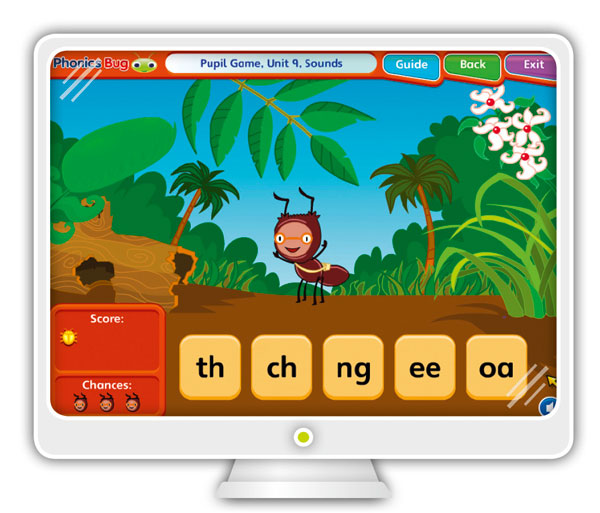 Phonics Bug Pupil Game, Unit 9, Sounds Guide Back Exit
Score:
Chances:
th ch ng ee oa